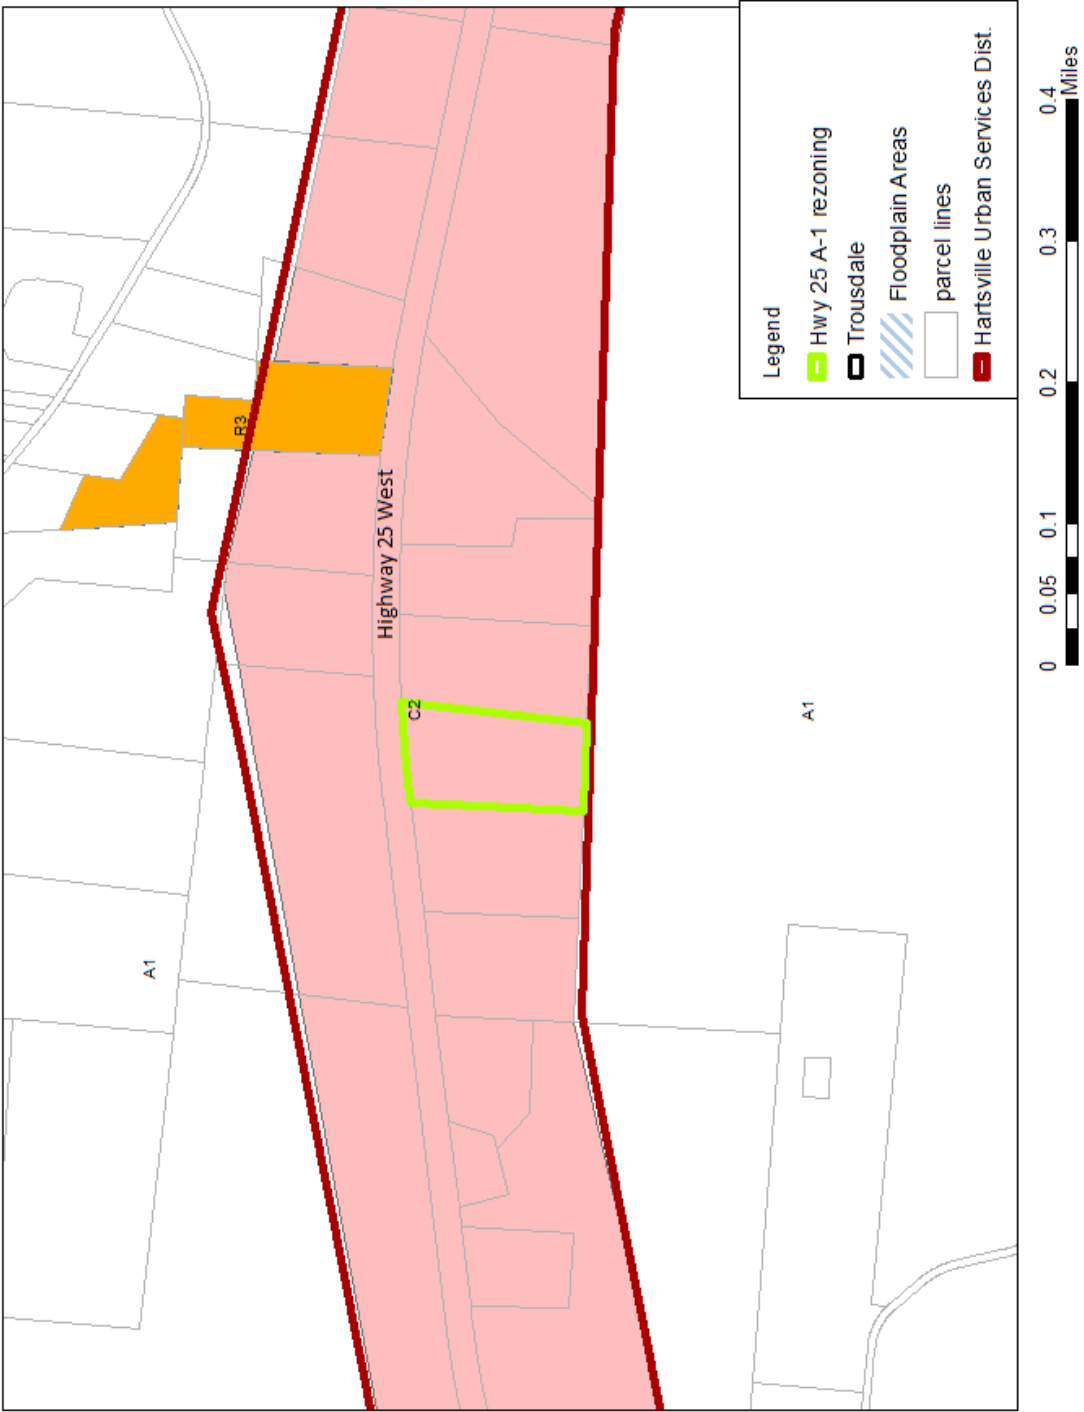 A1
R3
Highway 25 West
C2
A1
Legend
Hwy 25 A-1 rezoning
Trousdale
Floodplain Areas
parcel lines
Hartsville Urban Services Dist.
0 0.05 0.1 0.2 0.3 0.4
Miles